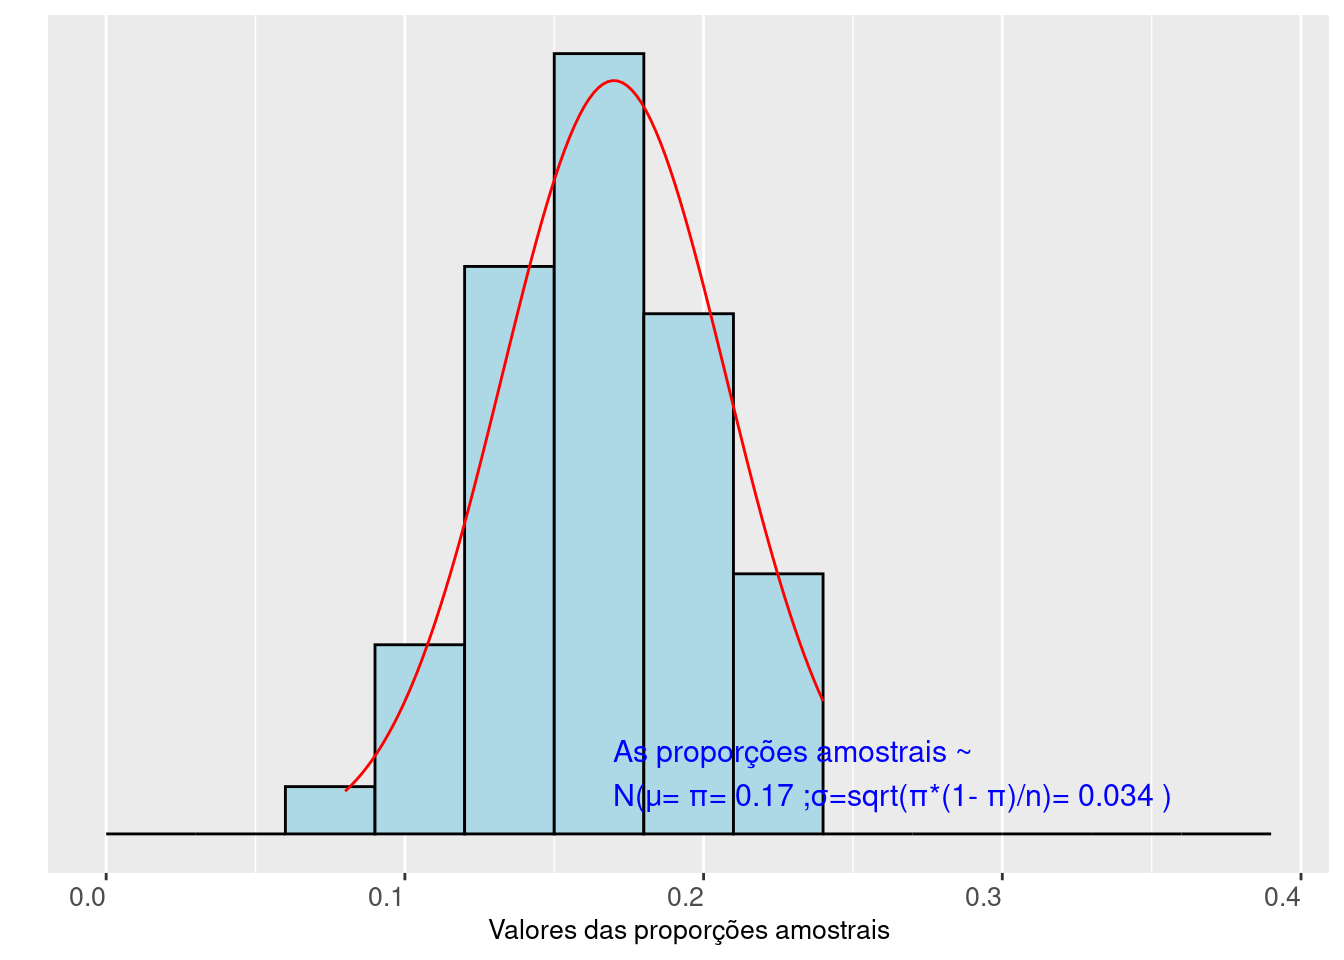 As proporções amostrais ~
N(μ= π= 0.17 ;σ=sqrt(π*(1- π)/n)= 0.034 )
0.0 0.1 0.2 0.3 0.4
Valores das proporções amostrais